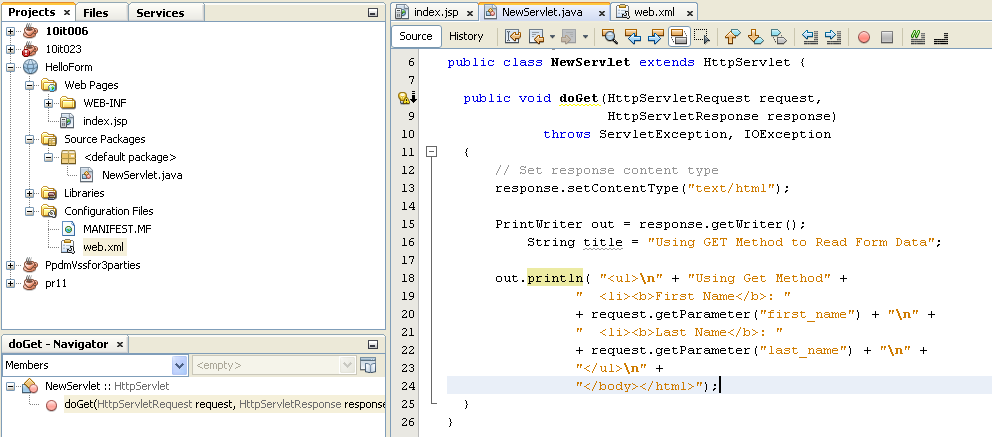 Projects x Files Services
10it006
10it023
HelloForm
Web Pages
WEB-INF
index.jsp
Source Packages
<default package>
NewServlet.java
Libraries
Configuration Files
MANIFEST.MF
web.xml
PpdmVssfor3parties
pr11
doGet - Navigator x
Members <empty>
NewServlet :: HttpServlet
doGet(HttpServletRequest request, HttpServletResponse response
index.jsp x NewServlet.java x web.xml x
Source History
6 public class NewServlet extends HttpServlet {
7
public void doGet(HttpServletRequest request,
9 HttpServletResponse response)
10 throws ServletException, IOException
11 {
12 // Set response content type
13 response.setContentType("text/html");
14
15 PrintWriter out = response.getWriter();
16 String title = "Using GET Method to Read Form Data";
17
18 out.println( "<ul>\n" + "Using Get Method" +
19 "  <li><b>First Name</b>: "
20 + request.getParameter("first_name") + "\n" +
21 "  <li><b>Last Name</b>: "
22 + request.getParameter("last_name") + "\n" +
23 "</ul>\n" +
24 "</body></html>");
25 }
26 }